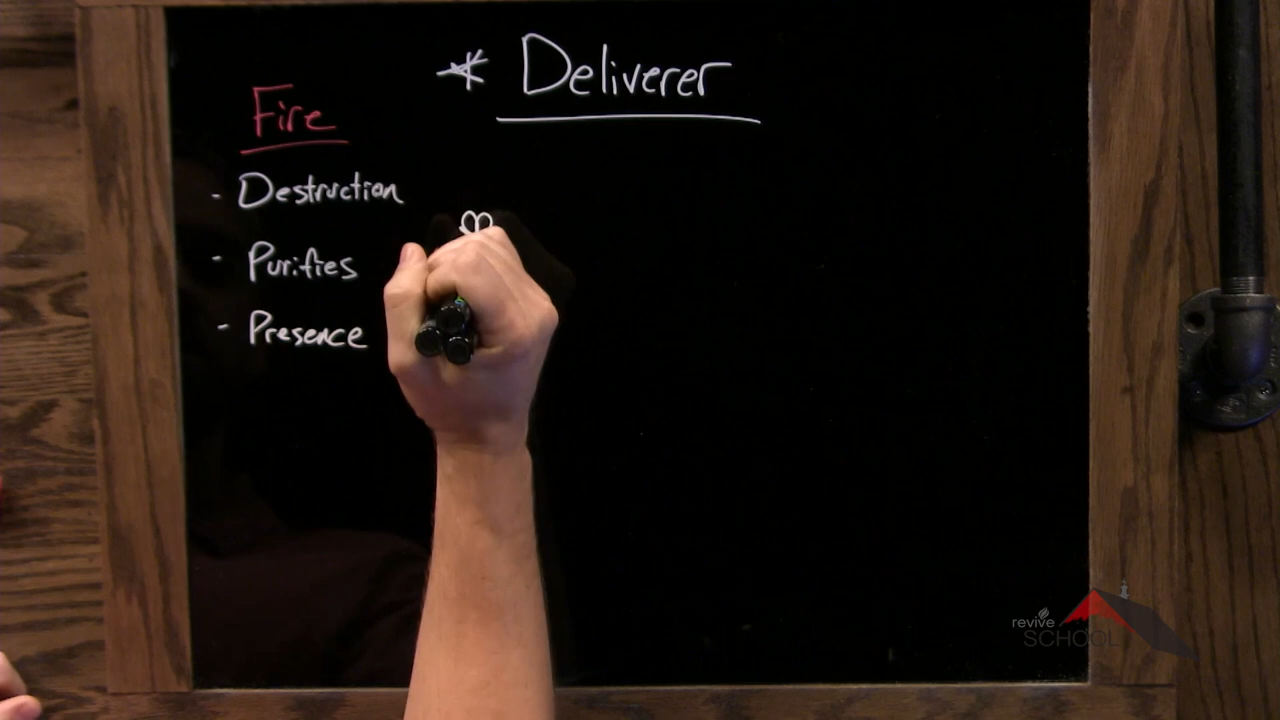 * Deliverer
Fire
- Destruction
- Purifies
- Presence
revive
SCHOOL